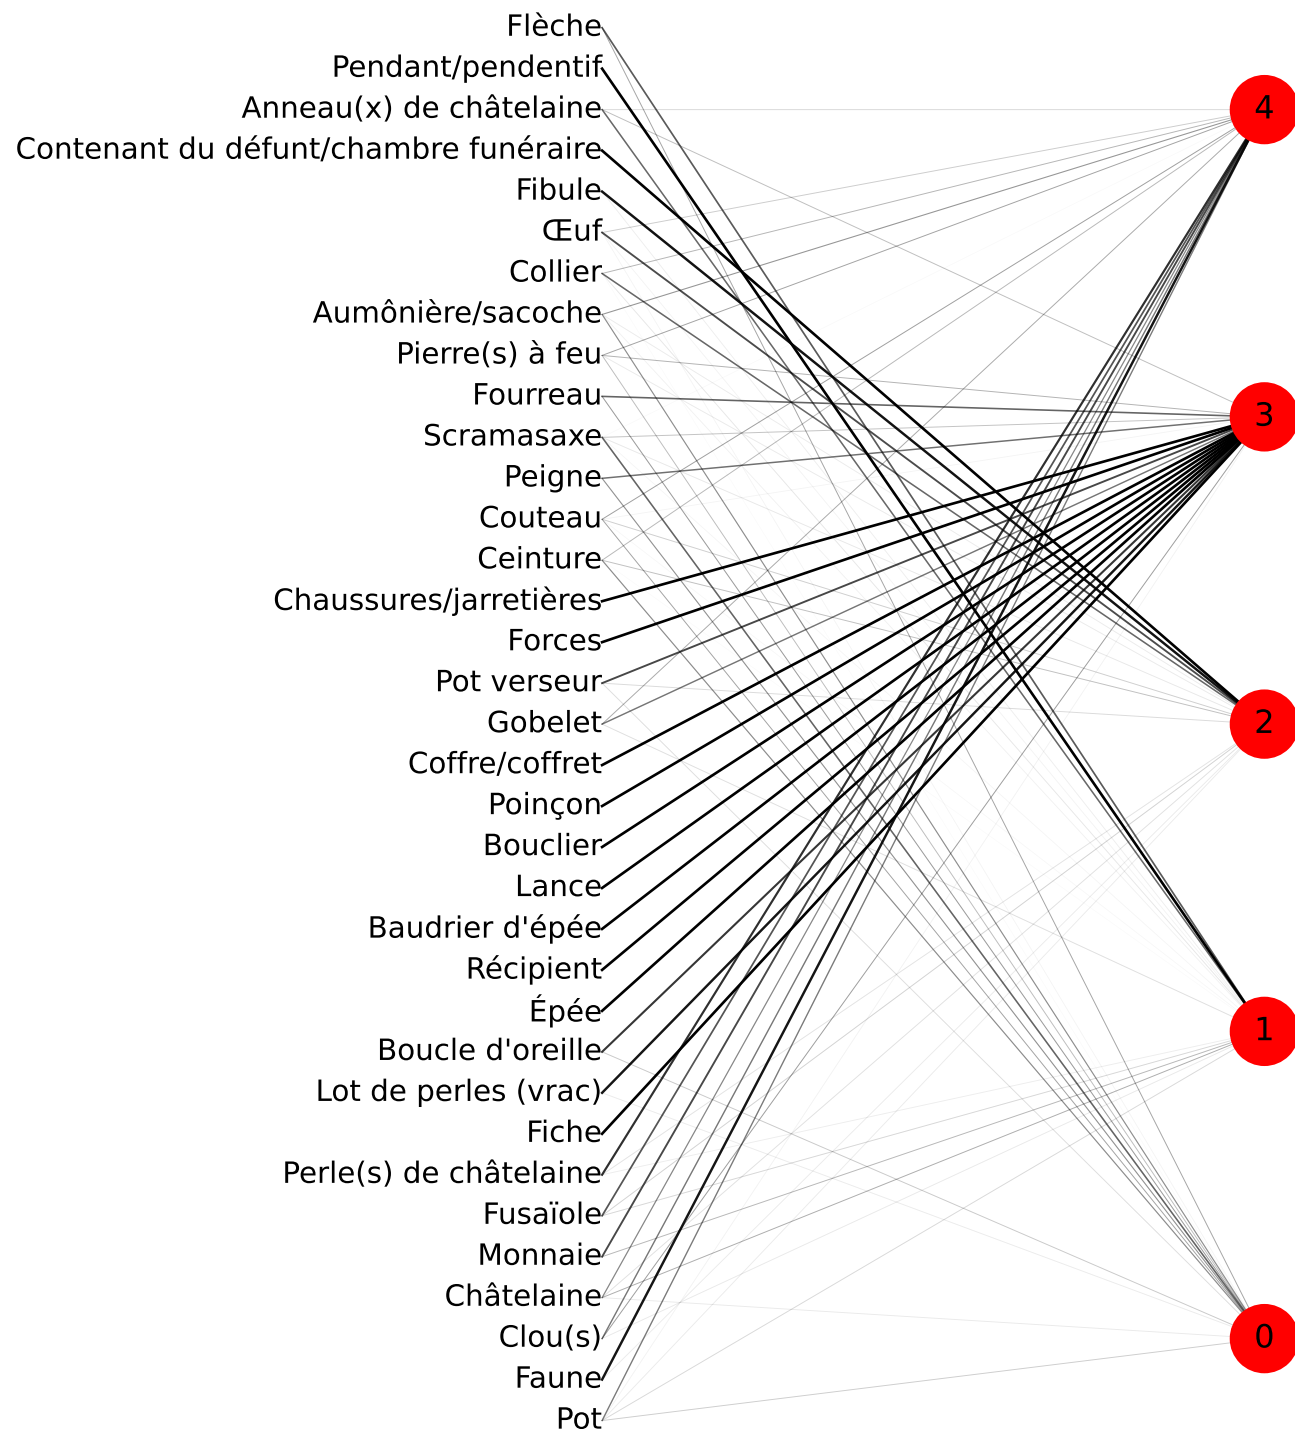 Flèche
Pendant/pendentif
Anneau(x) de châtelaine
4
Contenant du défunt/chambre funéraire
Fibule
Œuf
Collier
Aumônière/sacoche
Pierre(s) à feu
Fourreau
3
Scramasaxe
Peigne
Couteau
Ceinture
Chaussures/jarretières
Forces
Pot verseur
Gobelet
2
Coffre/coffret
Poinçon
Bouclier
Lance
Baudrier d'épée
Récipient
Épée
1
Boucle d'oreille
Lot de perles (vrac)
Fiche
Perle(s) de châtelaine
Fusaïole
Monnaie
Châtelaine
Clou(s)
0
Faune
Pot